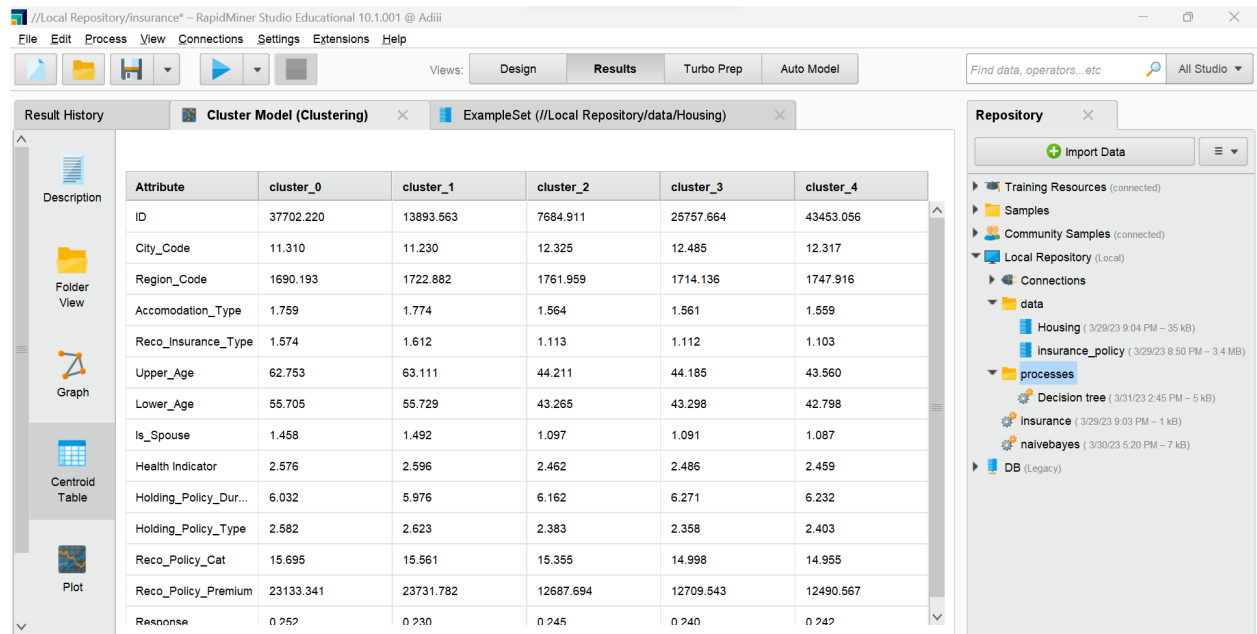 //Local Repository/insurance* – RapidMiner Studio Educational 10.1.001 @ Adiii
File Edit Process View Connections Settings Extensions Help
Views: Design Results Turbo Prep Auto Model
Find data, operators...etc
All Studio
Result History
Cluster Model (Clustering)
ExampleSet (//Local Repository/data/Housing)
Description
Folder
View
Graph
Centroid
Table
Plot
Attribute cluster_0 cluster_1 cluster_2 cluster_3 cluster_4
ID 37702.220 13893.563 7684.911 25757.664 43453.056
City_Code 11.310 11.230 12.325 12.485 12.317
Region_Code 1690.193 1722.882 1761.959 1714.136 1747.916
Accomodation_Type 1.759 1.774 1.564 1.561 1.559
Reco_Insurance_Type 1.574 1.612 1.113 1.112 1.103
Upper_Age 62.753 63.111 44.211 44.185 43.560
Lower_Age 55.705 55.729 43.265 43.298 42.798
Is_Spouse 1.458 1.492 1.097 1.091 1.087
Health Indicator 2.576 2.596 2.462 2.486 2.459
Holding_Policy_Dur... 6.032 5.976 6.162 6.271 6.232
Holding_Policy_Type 2.582 2.623 2.383 2.358 2.403
Reco_Policy_Cat 15.695 15.561 15.355 14.998 14.955
Reco_Policy_Premium 23133.341 23731.782 12687.694 12709.543 12490.567
Response 0.252 0.230 0.245 0.240 0.242
Repository
Import Data
Training Resources (connected)
Samples
Community Samples (connected)
Local Repository (Local)
Connections
data
Housing ( 3/29/23 9:04 PM – 35 kB)
insurance_policy ( 3/29/23 8:50 PM – 3.4 MB)
processes
Decision tree ( 3/31/23 2:45 PM – 5 kB)
insurance ( 3/29/23 9:03 PM – 1 kB)
naivebayes ( 3/30/23 5:20 PM – 7 kB)
DB (Legacy)